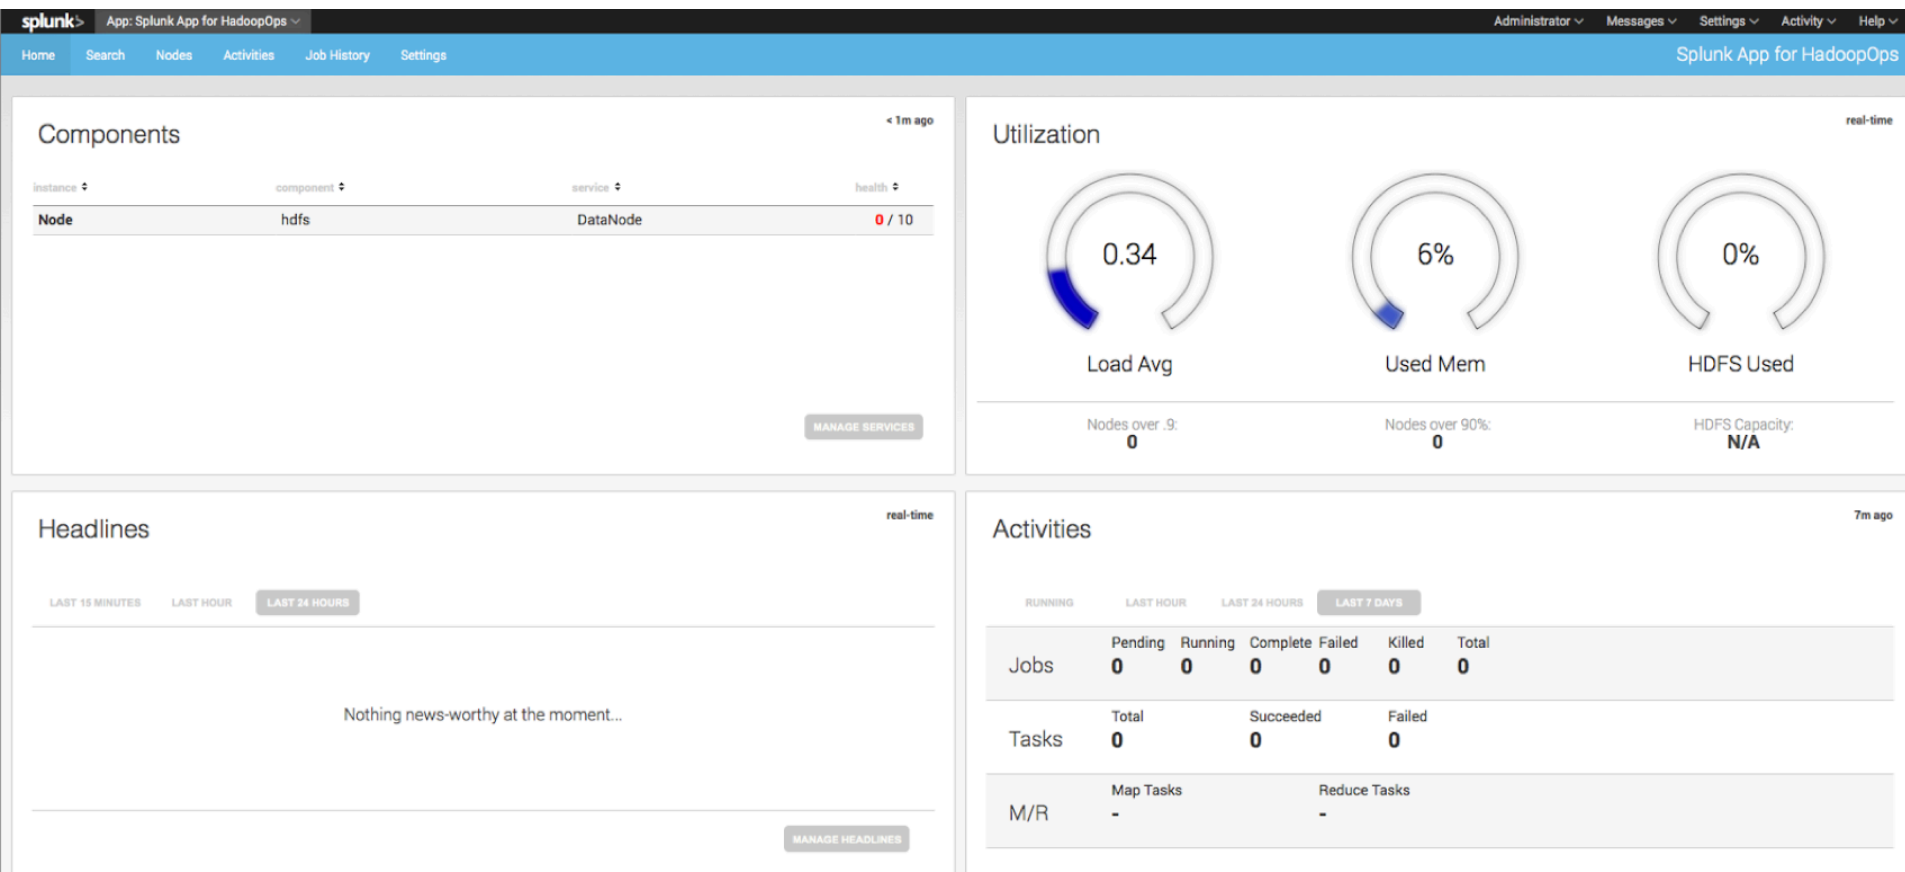 splunk> App: Splunk App for HadoopOps Administrator Messages Settings Activity Help
Home Search Nodes Activities Job History Settings Splunk App for HadoopOps
Components
< 1m ago
instance component service health
Node hdfs DataNode 0 / 10
MANAGE SERVICES
Utilization
real-time
0.34 6% 0%
Load Avg Used Mem HDFS Used
Nodes over .9: Nodes over 90%: HDFS Capacity:
0 0 N/A
Headlines
real-time
LAST 15 MINUTES LAST HOUR LAST 24 HOURS
Nothing news-worthy at the moment...
MANAGE HEADLINES
Activities
7m ago
RUNNING LAST HOUR LAST 24 HOURS LAST 7 DAYS
Pending Running Complete Failed Killed Total
Jobs 0 0 0 0 0 0
Total Succeeded Failed
Tasks 0 0 0
Map Tasks Reduce Tasks
M/R - -